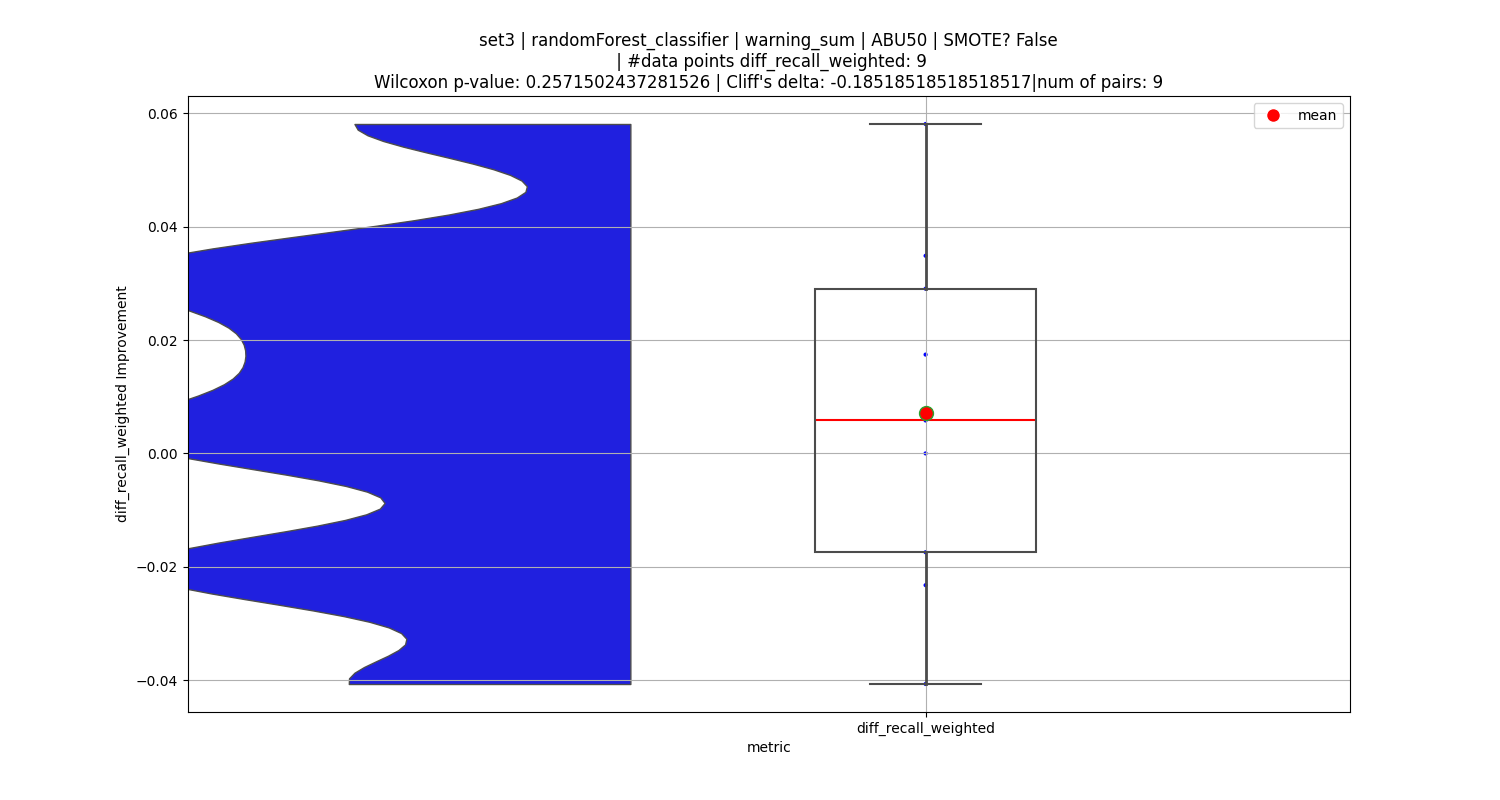 set3 | randomForest_classifier | warning_sum | ABU50 | SMOTE? False
| #data points diff_recall_weighted: 9
Wilcoxon p-value: 0.2571502437281526 | Cliff's delta: -0.18518518518518517|num of pairs: 9
mean
0.06
0.04
0.02
0.00
−0.02
−0.04
diff_recall_weighted Improvement
diff_recall_weighted
metric